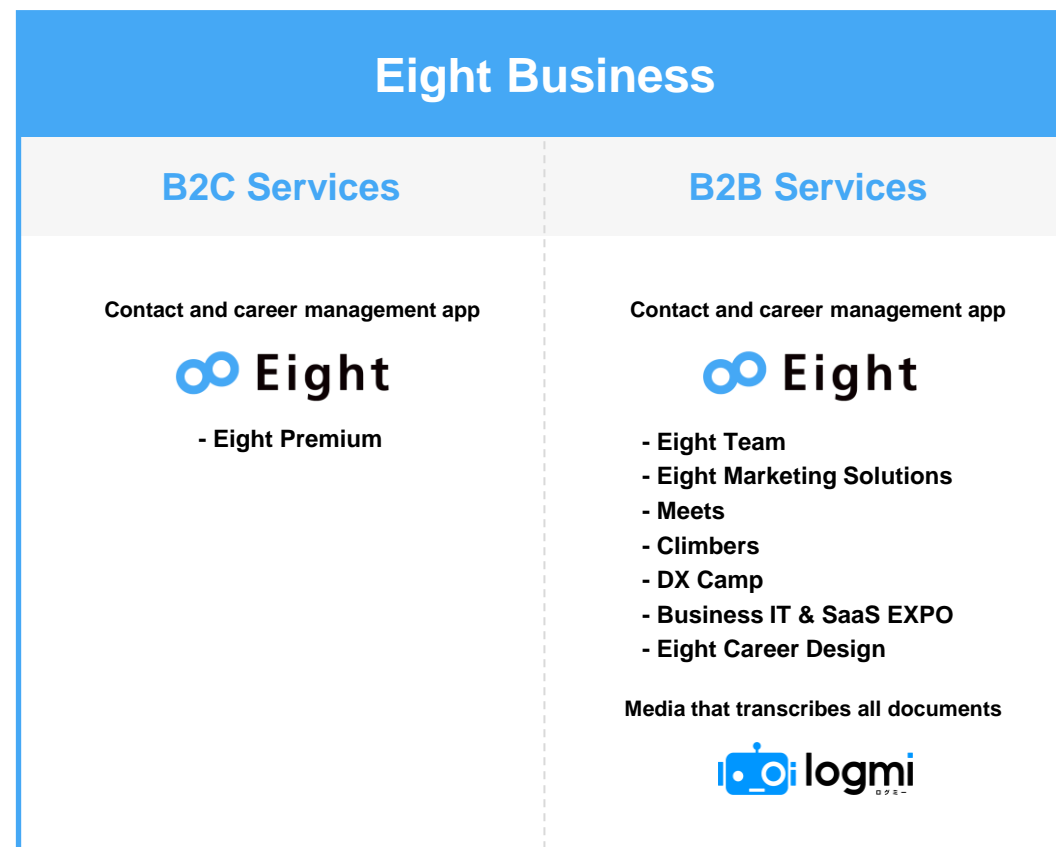 Eight Business
B2C Services
Contact and career management app
Eight
- Eight Premium
B2B Services
Contact and career management app
Eight
- Eight Team
- Eight Marketing Solutions
- Meets
- Climbers
- DX Camp
- Business IT & SaaS EXPO
- Eight Career Design
Media that transcribes all documents
logmi
ログミー